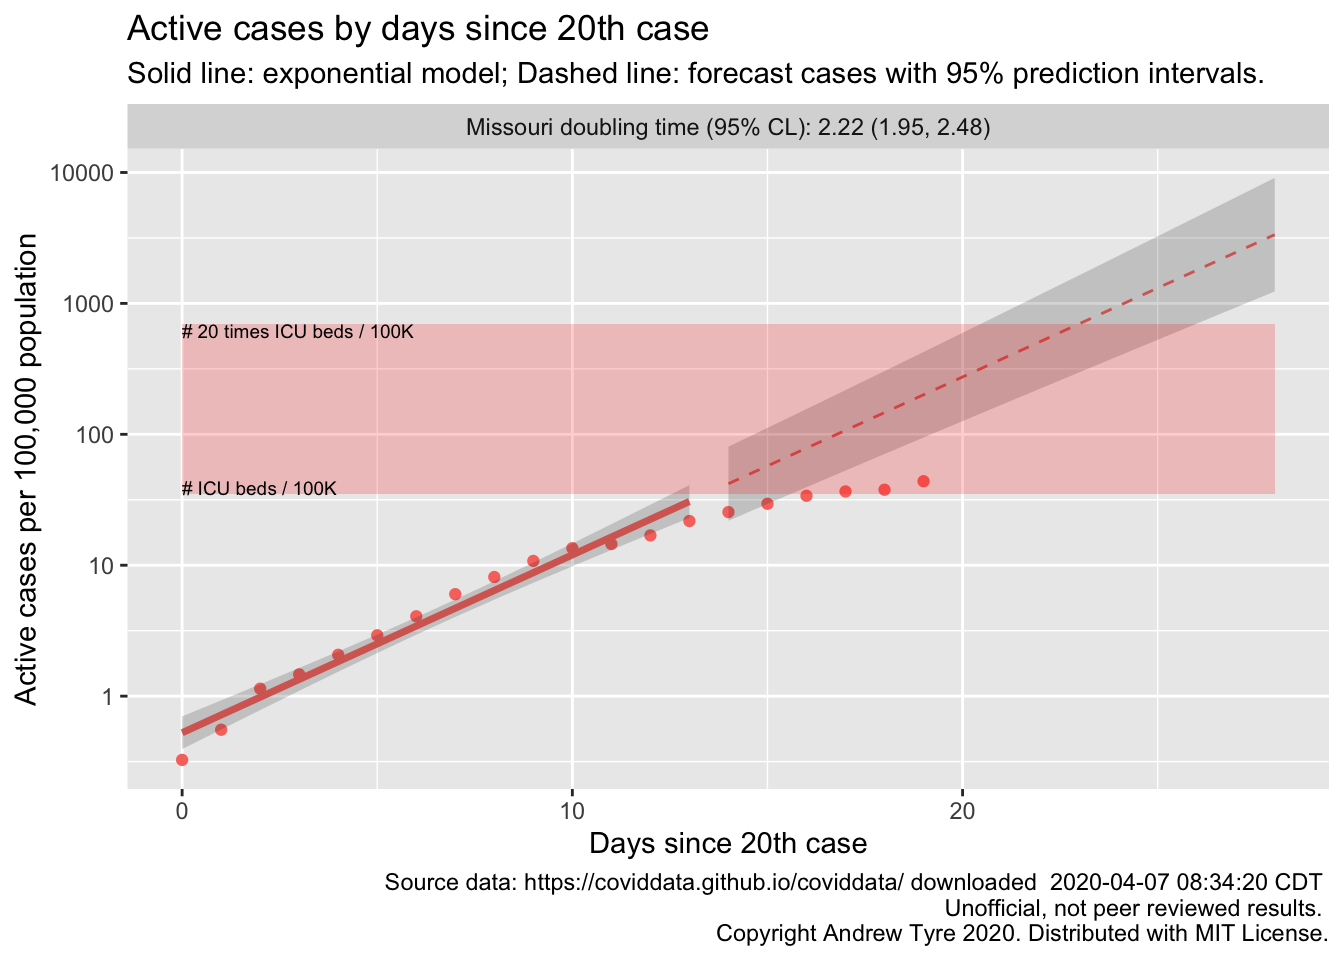 Active cases by days since 20th case
Solid line: exponential model; Dashed line: forecast cases with 95% prediction intervals.
Missouri doubling time (95% CL): 2.22 (1.95, 2.48)
Active cases per 100,000 population
10000
1000
100
10
1
# 20 times ICU beds / 100K
# ICU beds / 100K
0
10
20
Days since 20th case
Source data: https://coviddata.github.io/coviddata/ downloaded  2020-04-07 08:34:20 CDT
Unofficial, not peer reviewed results.
Copyright Andrew Tyre 2020. Distributed with MIT License.